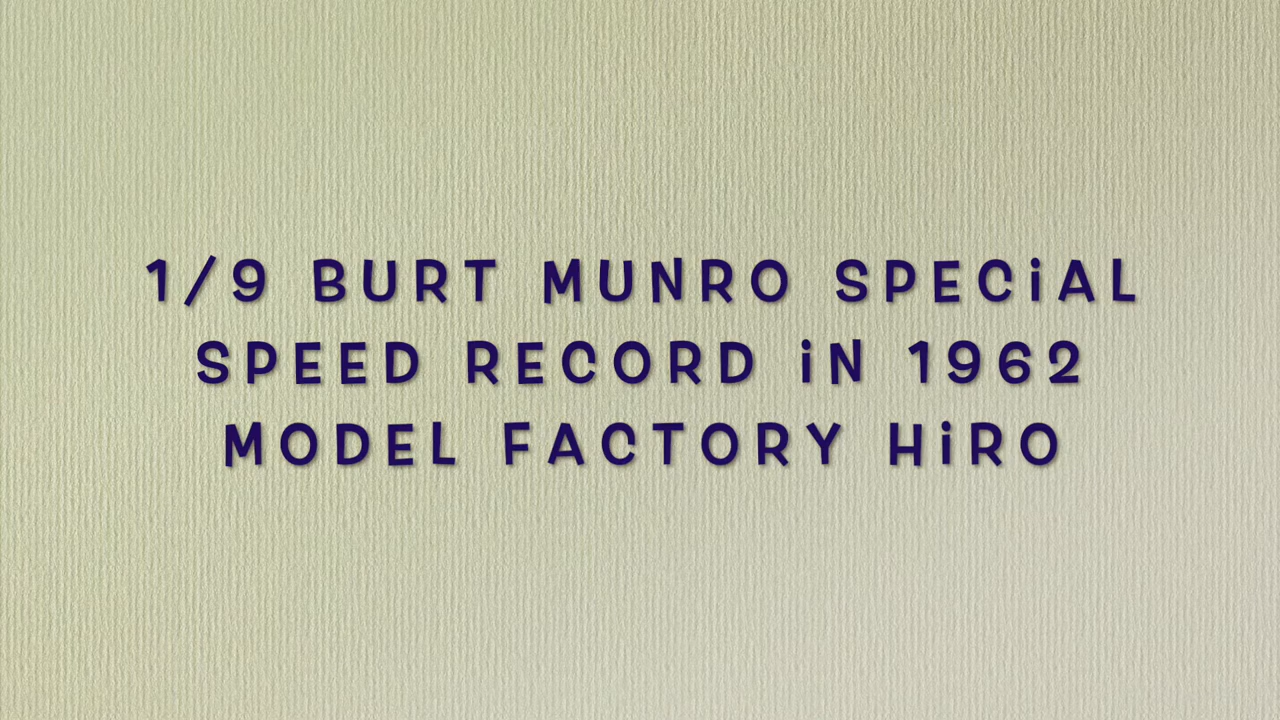 1/9 BURT MUNRO SPECiAL
SPEED RECORD iN 1962
MODEL FACTORY HiRO